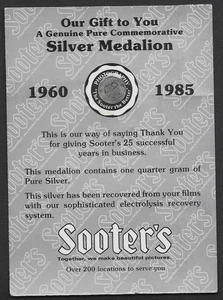 Our Gift to You
A Genuine Pure Commemorative
Silver Medalion
1960 1985
This is our way of saying Thank You
for giving Sooter's 25 successful
years in business.
This medalion contains one quarter gram of
Pure Silver.
This silver has been recovered from your films
with our sophisticated electrolysis recovery
system.
Sooter's
Together, we make beautiful pictures.
Over 200 locations to serve you